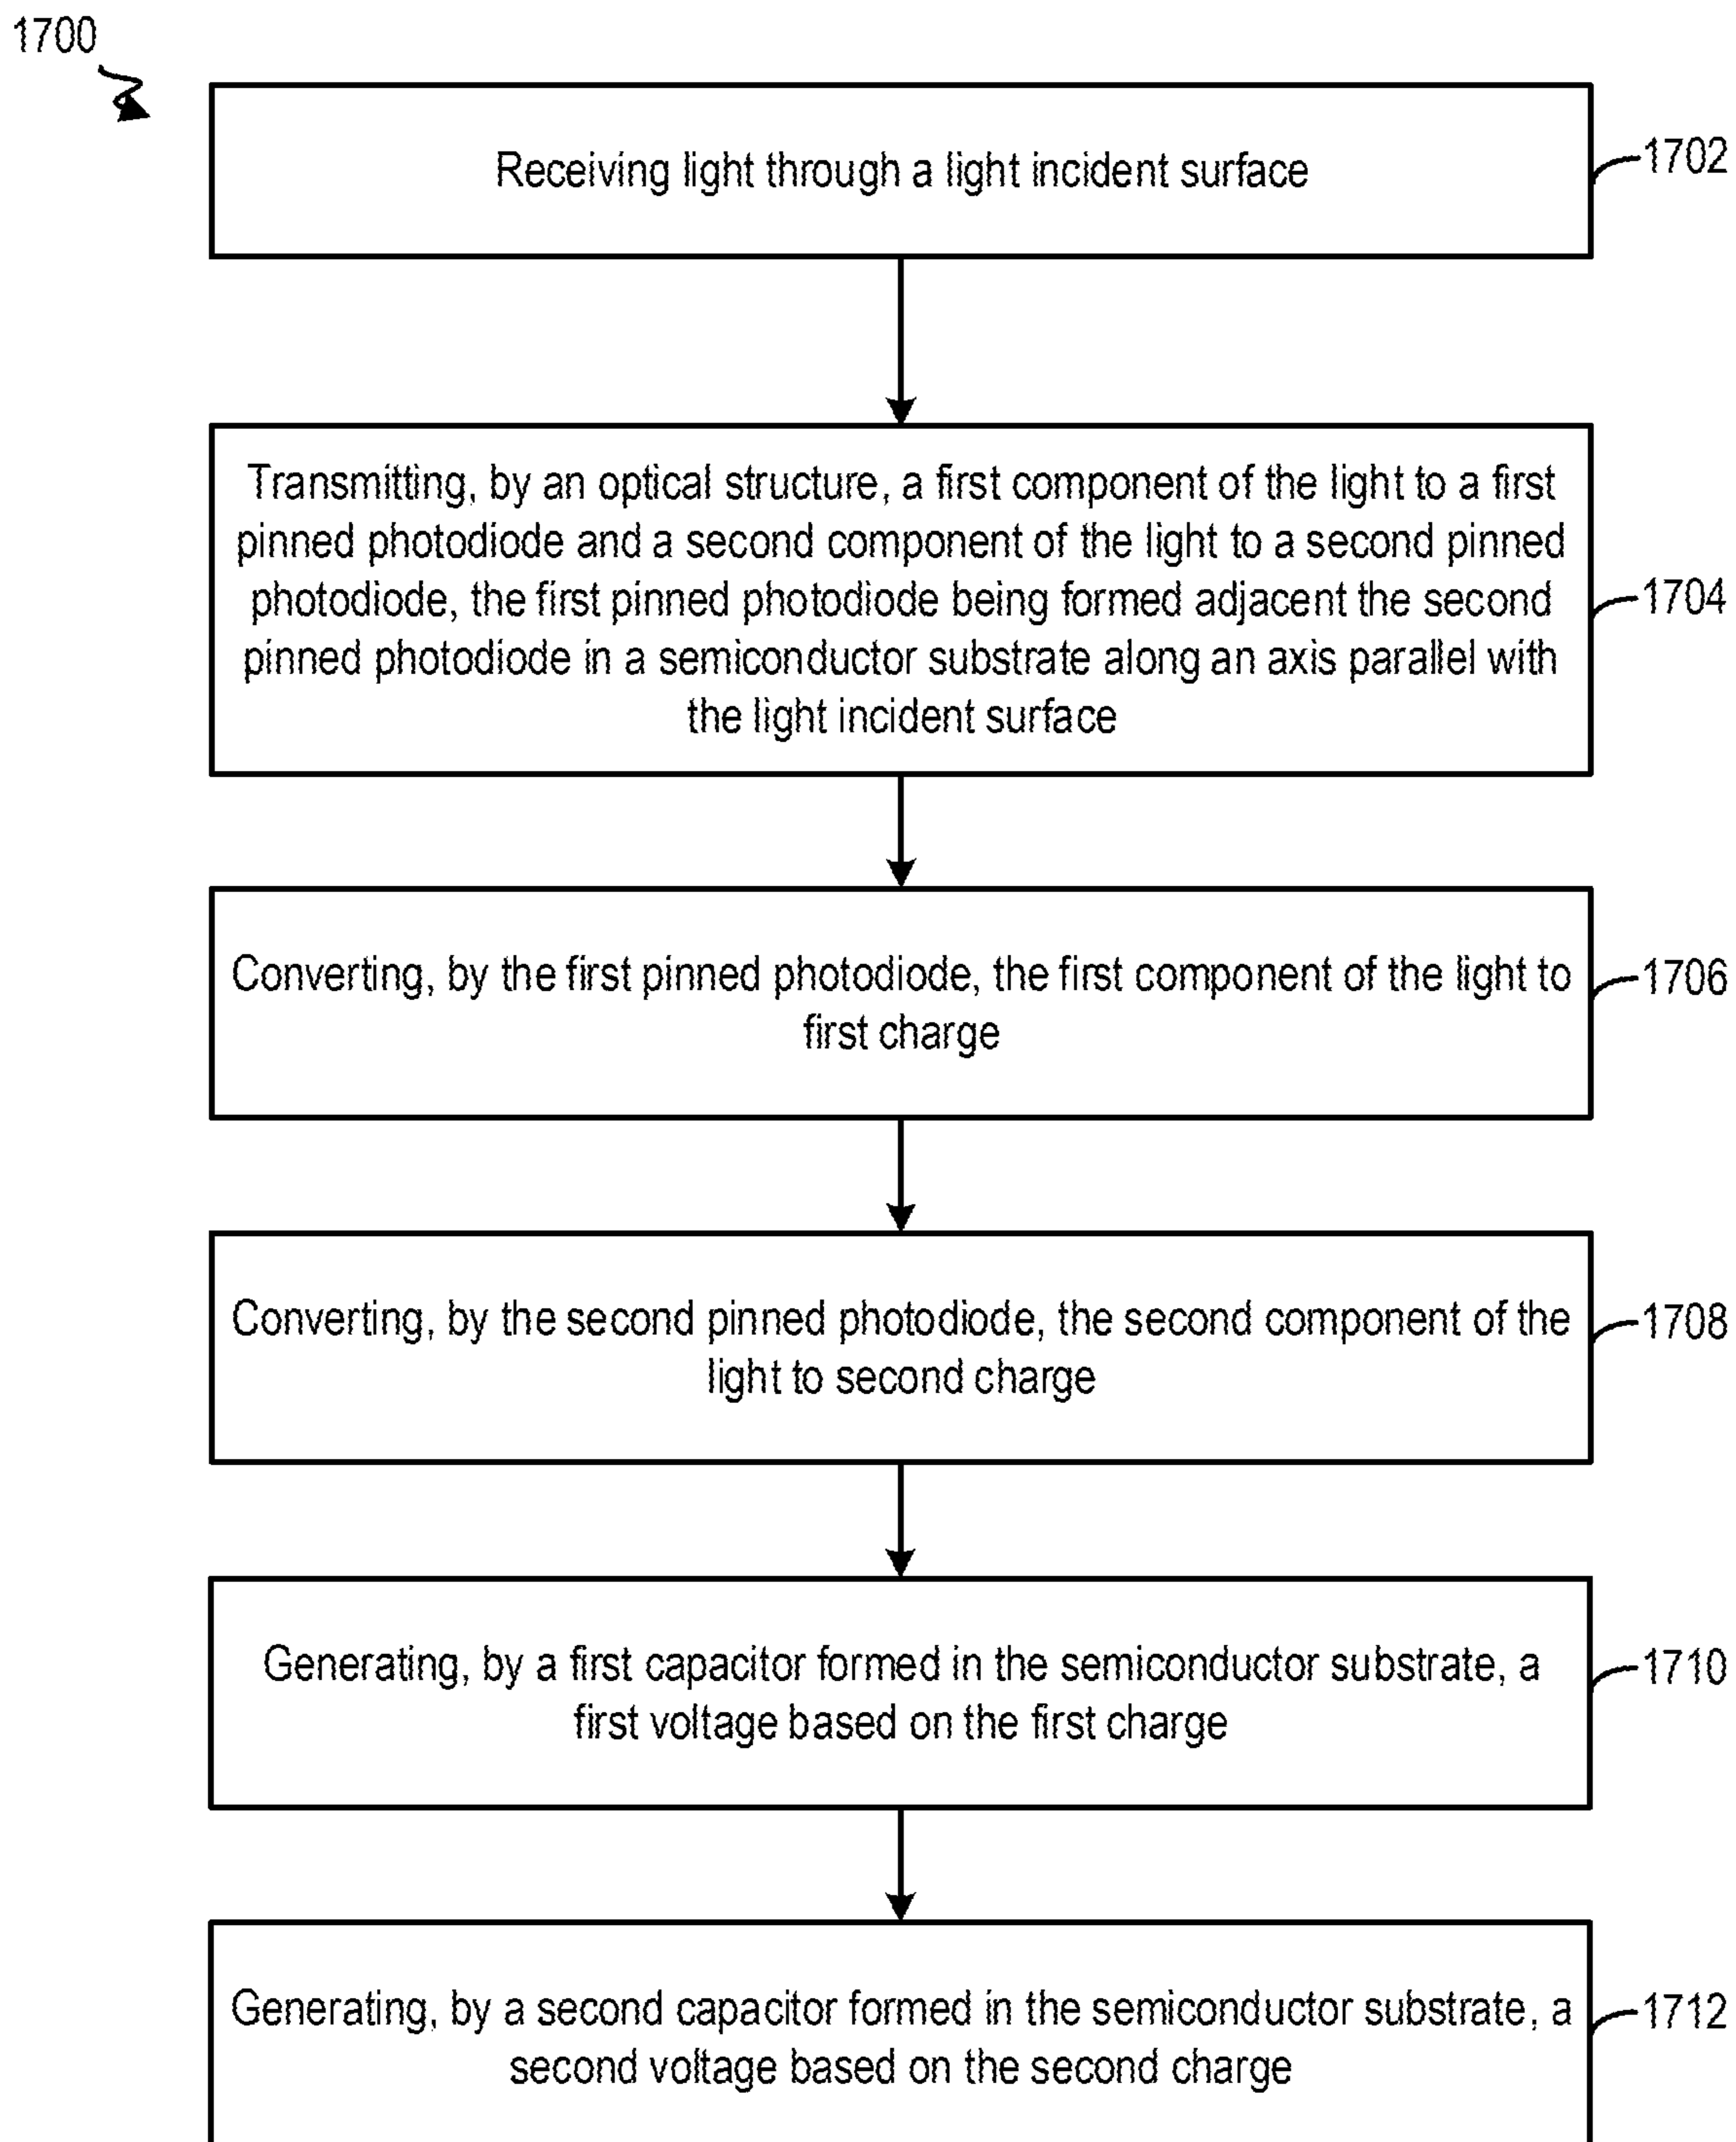 1700
Receiving light through a light incident surface
1702
Transmitting, by an optical structure, a first component of the light to a first
pinned photodiode and a second component of the light to a second pinned
photodiode, the first pinned photodiode being formed adjacent the second
pinned photodiode in a semiconductor substrate along an axis parallel with
the light incident surface
1704
Converting, by the first pinned photodiode, the first component of the light to
first charge
1706
Converting, by the second pinned photodiode, the second component of the
light to second charge
1708
Generating, by a first capacitor formed in the semiconductor substrate, a
first voltage based on the first charge
1710
Generating, by a second capacitor formed in the semiconductor substrate, a
second voltage based on the second charge
1712